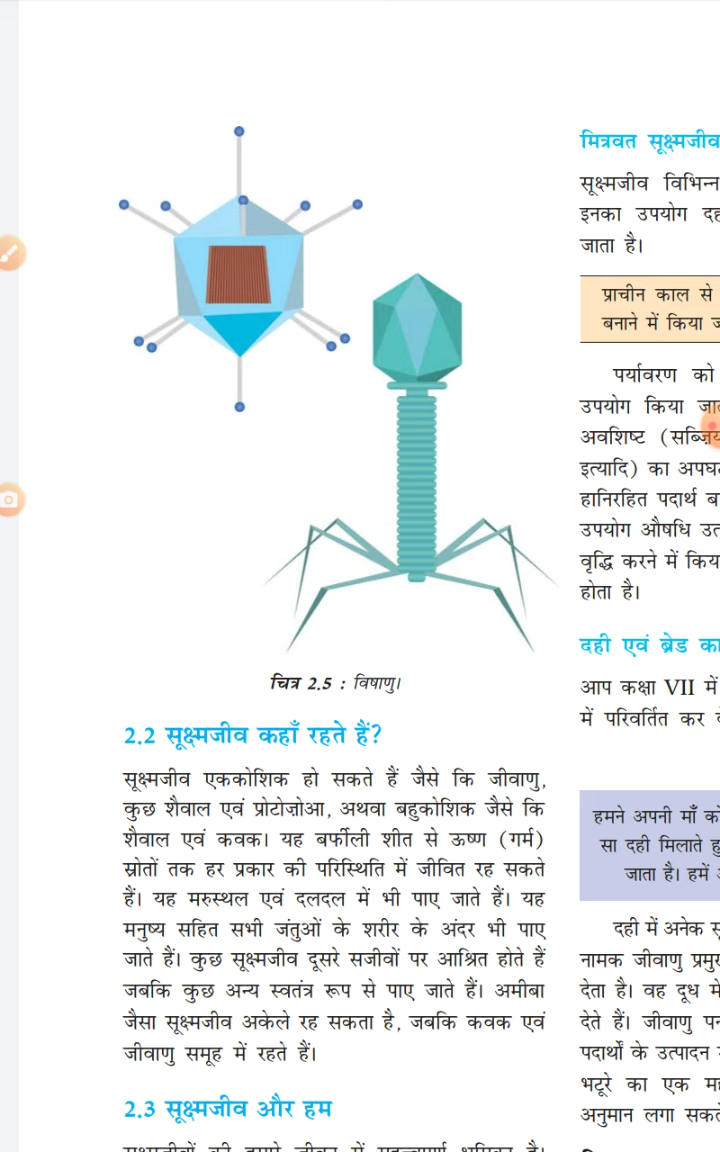 चित्र 2.5 : विषाणु।
2.2 सूक्ष्मजीव कहाँ रहते हैं?
सूक्ष्मजीव एककोशिक हो सकते हैं जैसे कि जीवाणु,
कुछ शैवाल एवं प्रोटोज़ोआ, अथवा बहुकोशिक जैसे कि
शैवाल एवं कवक। यह बर्फीली शीत से ऊष्ण (गर्म)
स्रोतों तक हर प्रकार की परिस्थिति में जीवित रह सकते
हैं। यह मरुस्थल एवं दलदल में भी पाए जाते हैं। यह
मनुष्य सहित सभी जंतुओं के शरीर के अंदर भी पाए
जाते हैं। कुछ सूक्ष्मजीव दूसरे सजीवों पर आश्रित होते हैं
जबकि कुछ अन्य स्वतंत्र रूप से पाए जाते हैं। अमीबा
जैसा सूक्ष्मजीव अकेले रह सकता है, जबकि कवक एवं
जीवाणु समूह में रहते हैं।
2.3 सूक्ष्मजीव और हम
मित्रवत सूक्ष्मजीव
सूक्ष्मजीव विभिन्न
इनका उपयोग
जाता है।
प्राचीन काल से
बनाने में किया
पर्यावरण को
उपयोग किया
अवशिष्ट
इत्यादि) का
हानिरहित पदार्थ
उपयोग औषधि
वृद्धि करने में
होता है।
दही एवं ब्रेड
आप कक्षा VII में
में परिवर्तित कर
हमने अपनी माँ
सा दही मिलाते
जाता है। हमें
दही में अनेक
नामक जीवाणु
देता है। वह दूध
देते हैं। जीवाणु
पदार्थों के उत्पादन
भटूरे का एक
अनुमान लगा